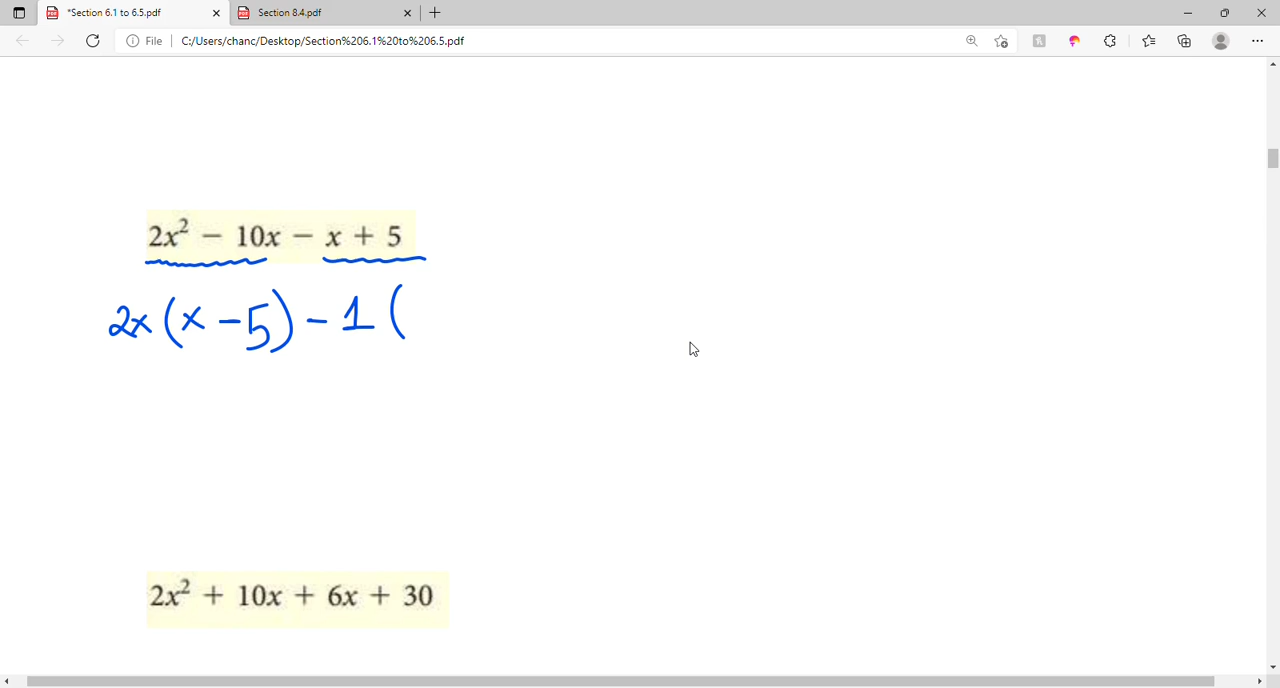 *Section 6.1 to 6.5.pdf
Section 8.4.pdf
File | C:/Users/chanc/Desktop/Section%206.1%20to%206.5.pdf
2x² − 10x − x + 5
2x (x − 5) − 1 (
2x² + 10x + 6x + 30